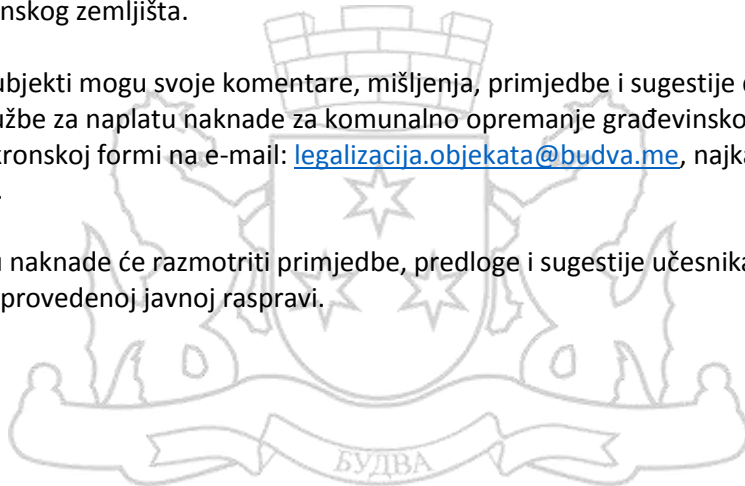 nskog zemljišta.
ubjekti mogu svoje komentare, mišljenja, primjedbe i sugestije
užbe za naplatu naknade za komunalno opremanje građevinsko
kronskoj formi na e-mail: legalizacija.objekata@budva.me, najka
.
u naknade će razmotriti primjedbe, predloge i sugestije učesnika
provedenoj javnoj raspravi.
БУДВА